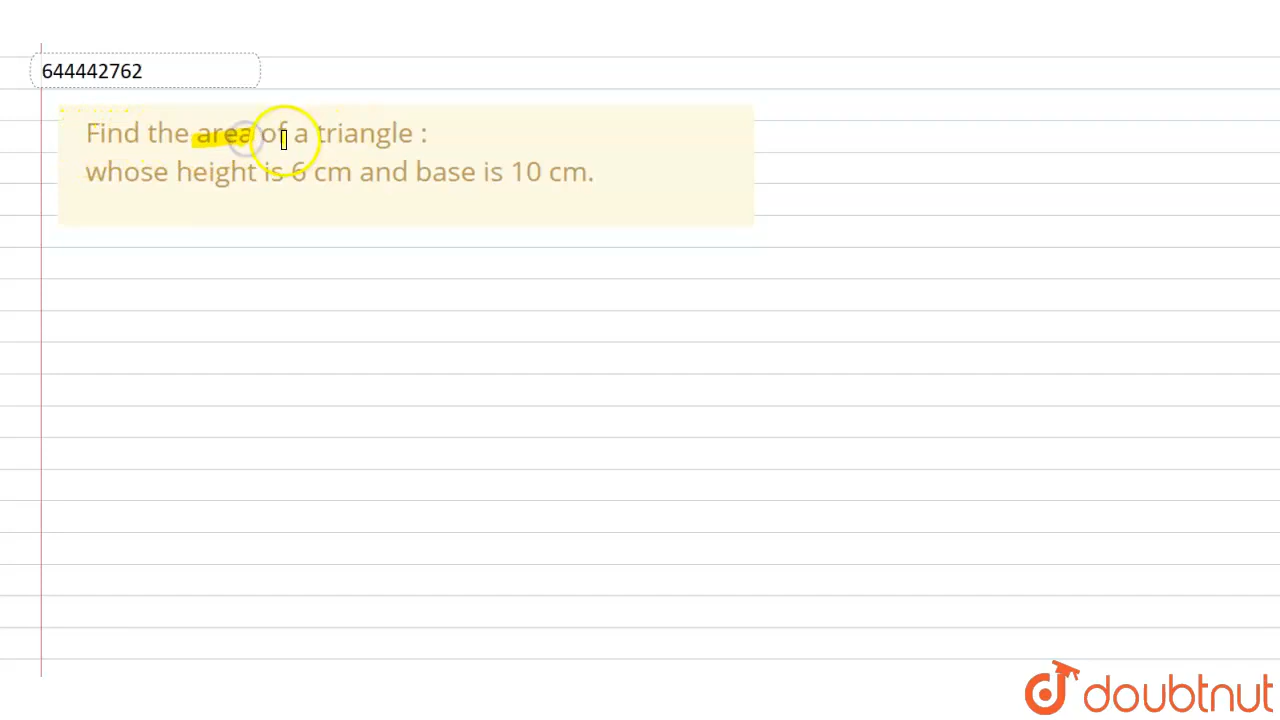 644442762
Find the area of a triangle :
whose height is 6 cm and base is 10 cm.
doubtnut